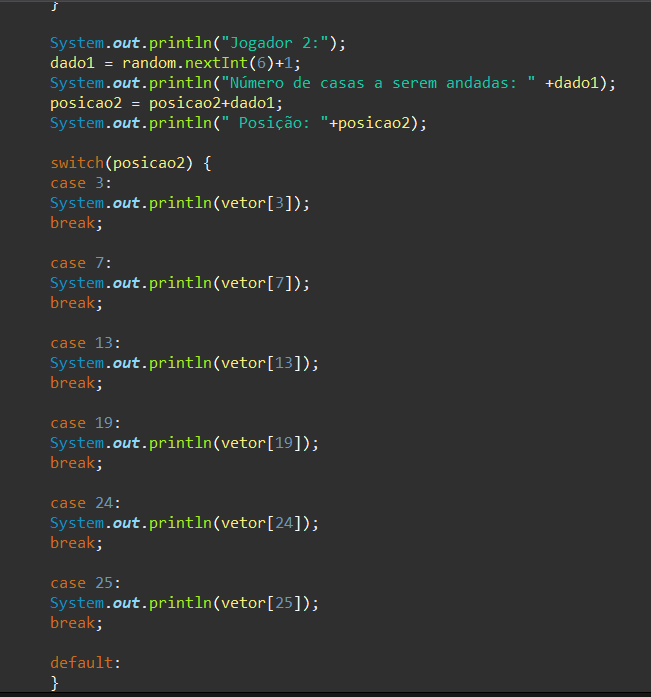 }
System.out.println("Jogador 2:");
dado1 = random.nextInt(6)+1;
System.out.println("Número de casas a serem andadas: " +dado1);
posicao2 = posicao2+dado1;
System.out.println(" Posição: "+posicao2);
switch(posicao2) {
case 3:
System.out.println(vetor[3]);
break;
case 7:
System.out.println(vetor[7]);
break;
case 13:
System.out.println(vetor[13]);
break;
case 19:
System.out.println(vetor[19]);
break;
case 24:
System.out.println(vetor[24]);
break;
case 25:
System.out.println(vetor[25]);
break;
default:
}